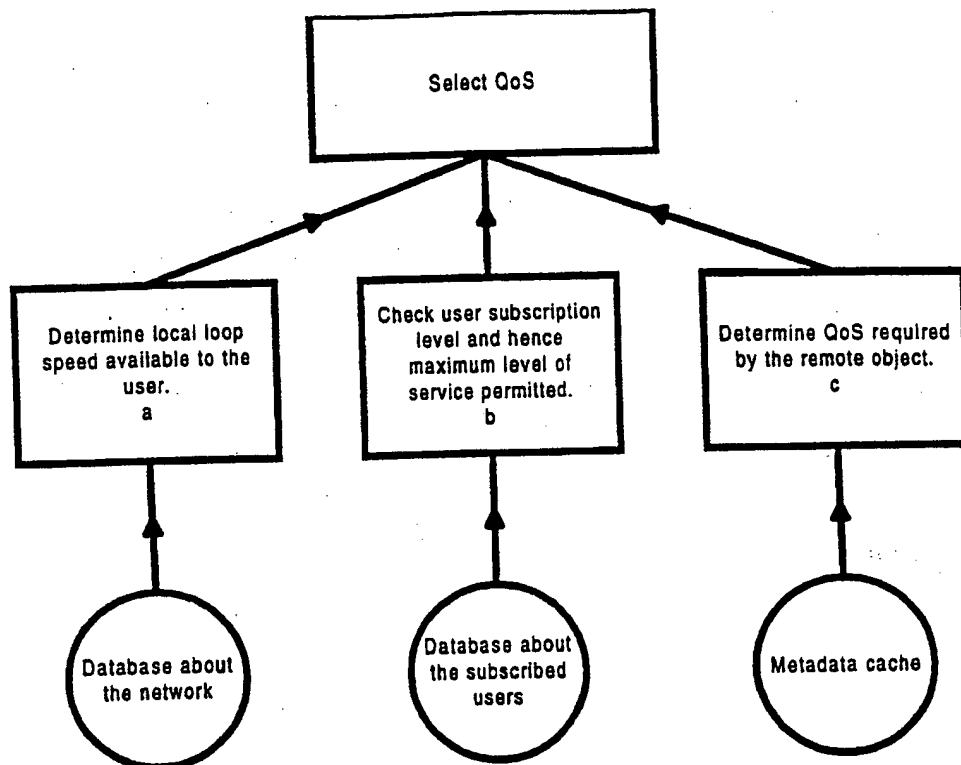 Select QoS
Determine local loop
speed available to the
user.
a
Check user subscription
level and hence
maximum level of
service permitted.
b
Determine QoS required
by the remote object.
c
Database about
the network
Database about
the subscribed
users
Metadata cache